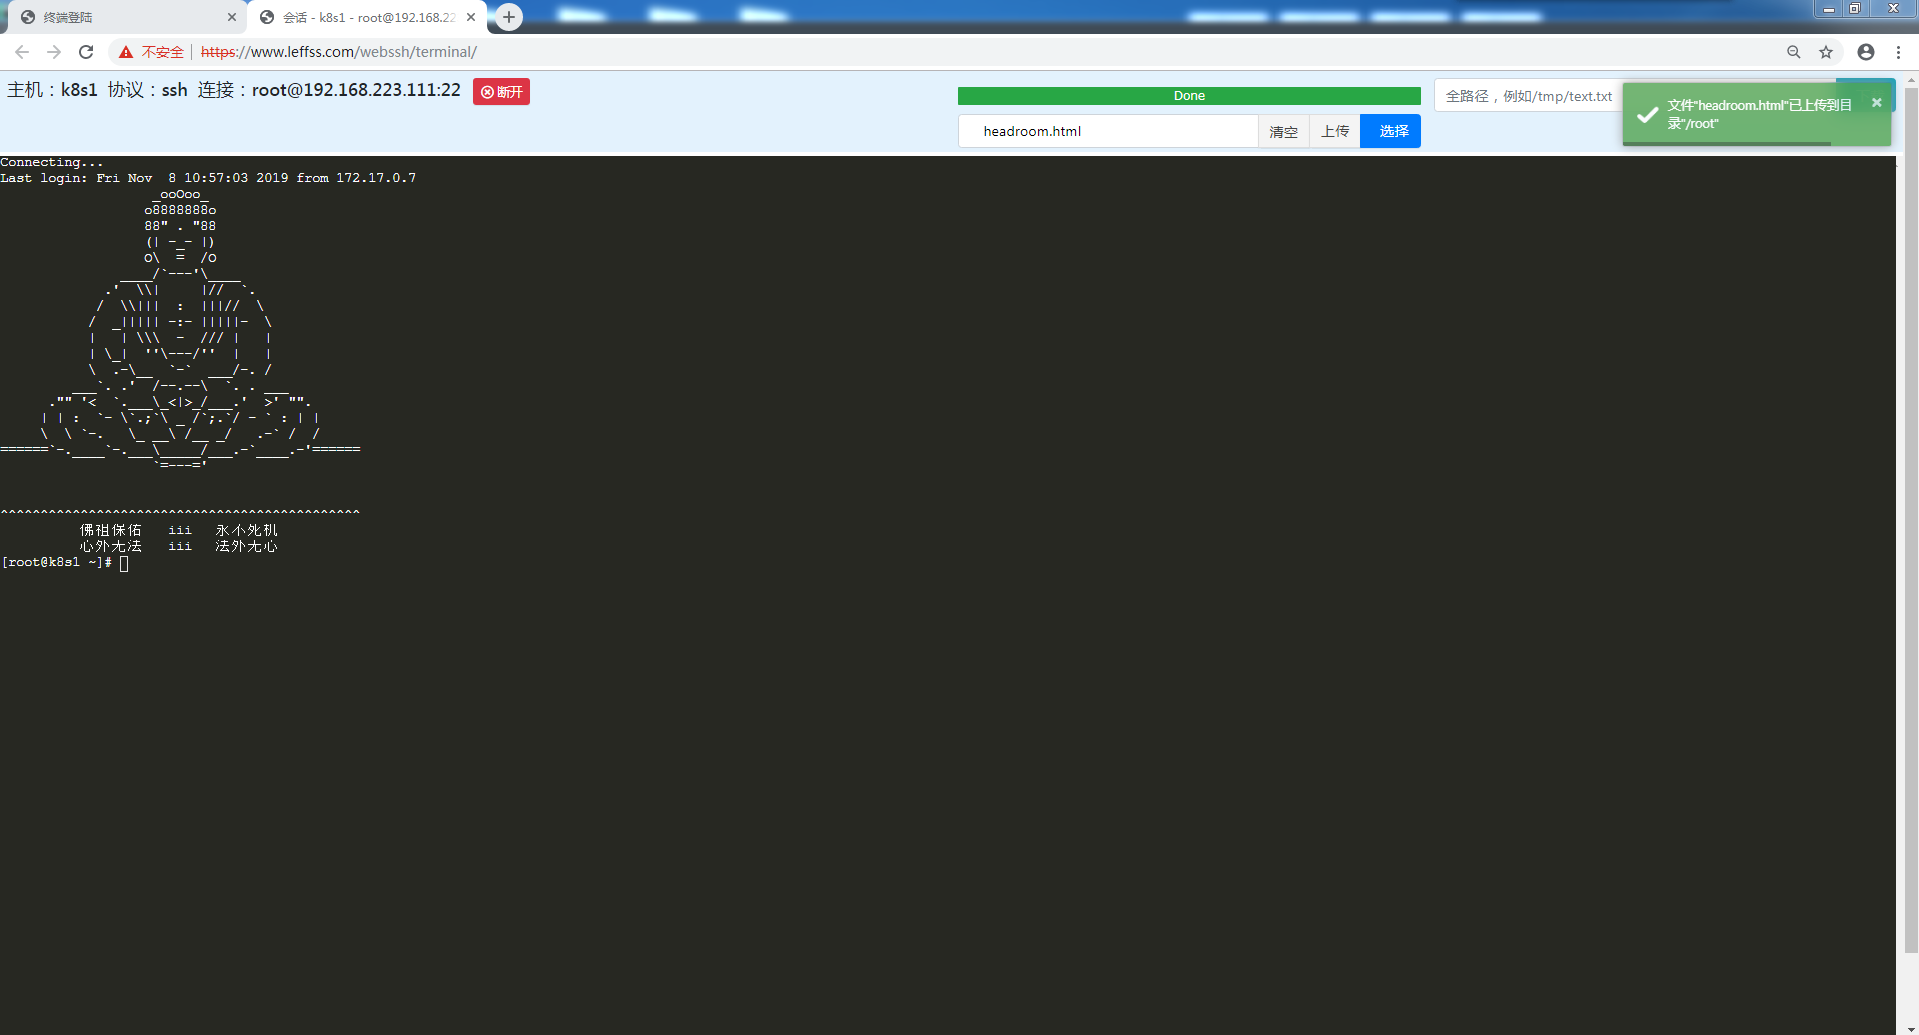 终端登陆
会话 - k8s1 - root@192.168.22
不安全 | https://www.leffss.com/webssh/terminal/
主机：k8s1 协议：ssh 连接：root@192.168.223.111:22 断开
Done
headroom.html 清空 上传 选择
全路径，例如/tmp/text.txt
文件"headroom.html"已上传到目
录"/root"
Connecting...
Last login: Fri Nov  8 10:57:03 2019 from 172.17.0.7
                   _ooOoo_
                  o8888888o
                  88" . "88
                  (| -_- |)
                  O\  =  /O
               ____/`---'\____
             .'  \\|     |//  `.
            /  \\|||  :  |||//  \
           /  _||||| -:- |||||-  \
           |   | \\\  -  /// |   |
           | \_|  ''\---/''  |   |
           \  .-\__  `-`  ___/-. /
         ___`. .'  /--.--\  `. . ___
      ."" '<  `.___\_<|>_/___.'  >' "".
     | | :  `- \`.;`\ _ /`;.`/ - ` : | |
     \  \ `-.   \_ __\ /__ _/   .-` /  /
======`-.____`-.___\_____/___.-`____.-'======
                   `=---='
^^^^^^^^^^^^^^^^^^^^^^^^^^^^^^^^^^^^^^^^^^^^^
          佛祖保佑   iii   永不死机
          心外无法   iii   法外无心
[root@k8s1 ~]#